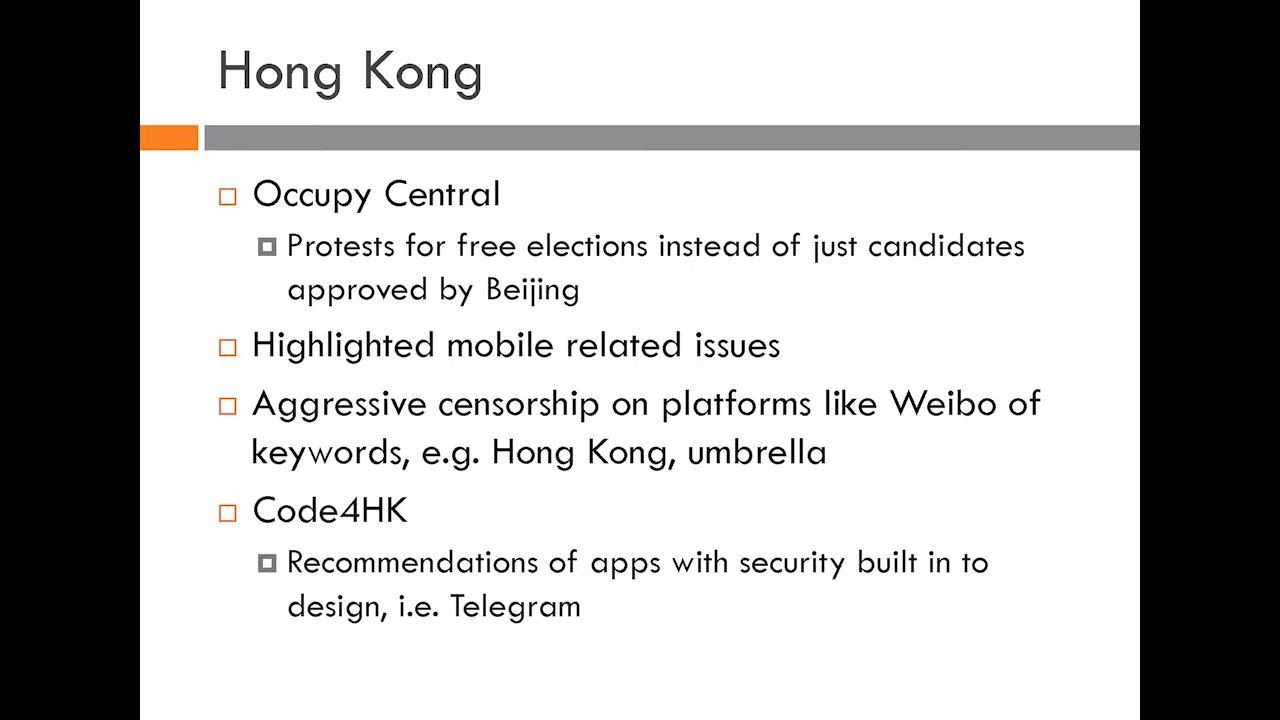 Hong Kong
Occupy Central
Protests for free elections instead of just candidates
approved by Beijing
Highlighted mobile related issues
Aggressive censorship on platforms like Weibo of
keywords, e.g. Hong Kong, umbrella
Code4HK
Recommendations of apps with security built in to
design, i.e. Telegram